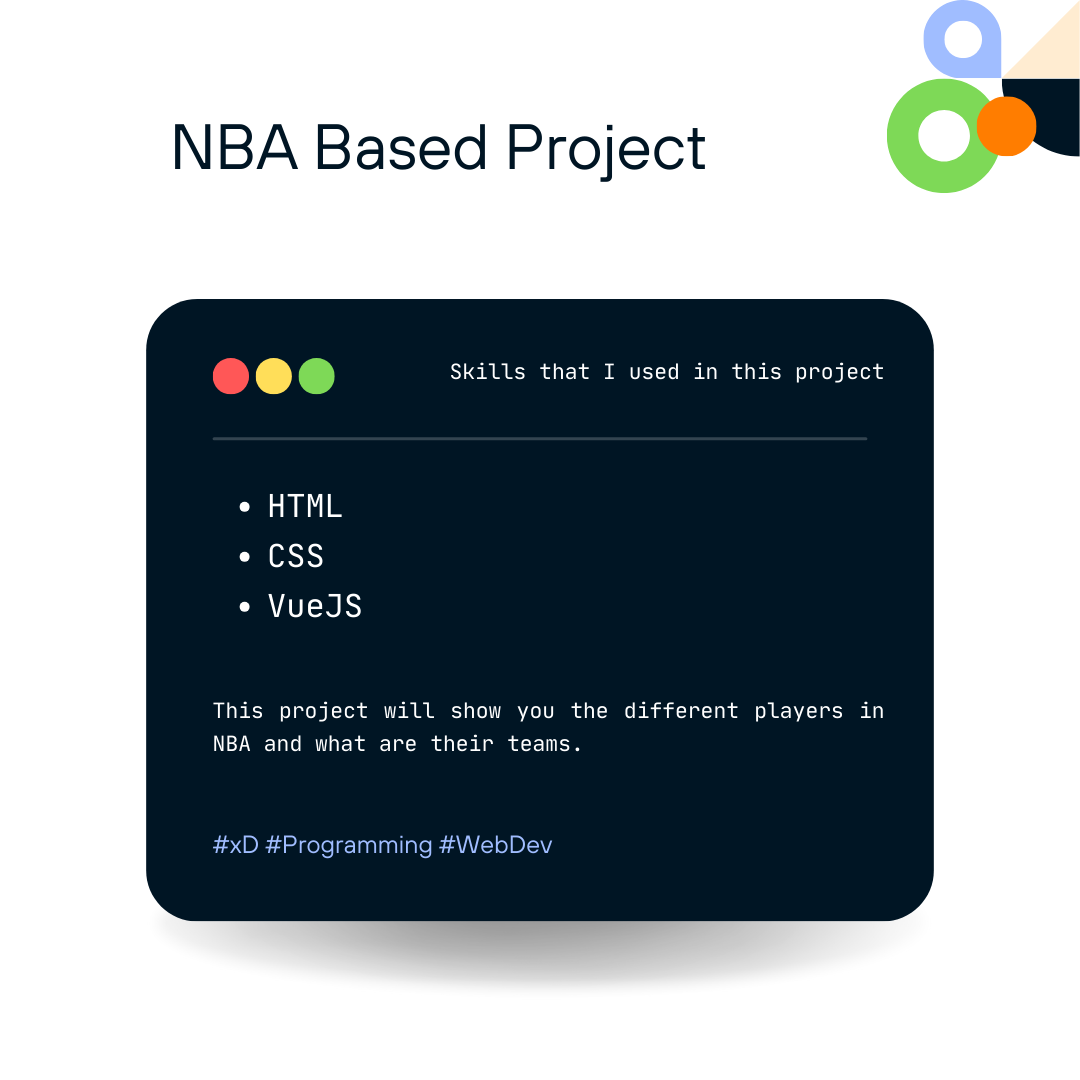 NBA Based Project
Skills that I used in this project
• HTML
• CSS
• VueJS
This project will show you the different players in
NBA and what are their teams.
#xD #Programming #WebDev